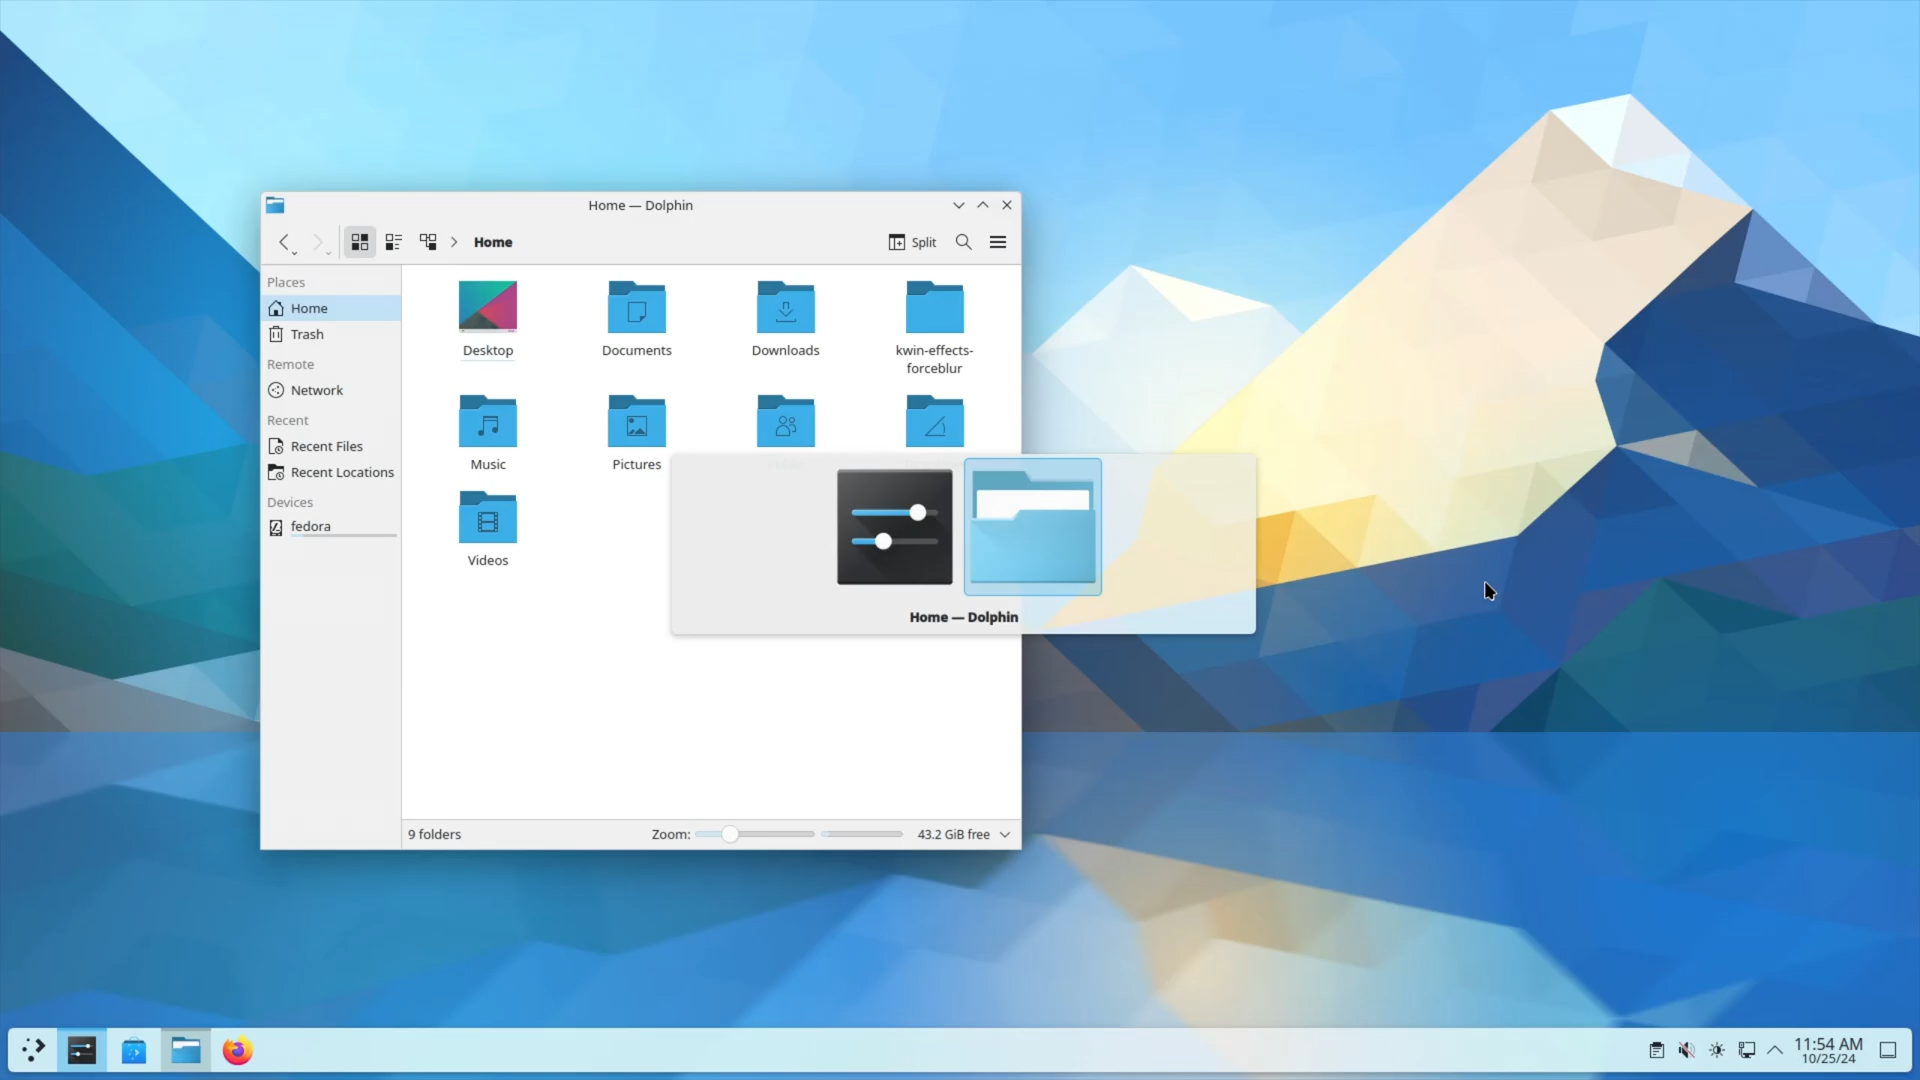 Home — Dolphin
Home
Split
Places
Home
Trash
Remote
Network
Recent
Recent Files
Recent Locations
Devices
fedora
Desktop
Documents
Downloads
kwin-effects-
forceblur
Music
Pictures
Videos
Home — Dolphin
9 folders
Zoom:
43.2 GiB free
11:54 AM
10/25/24